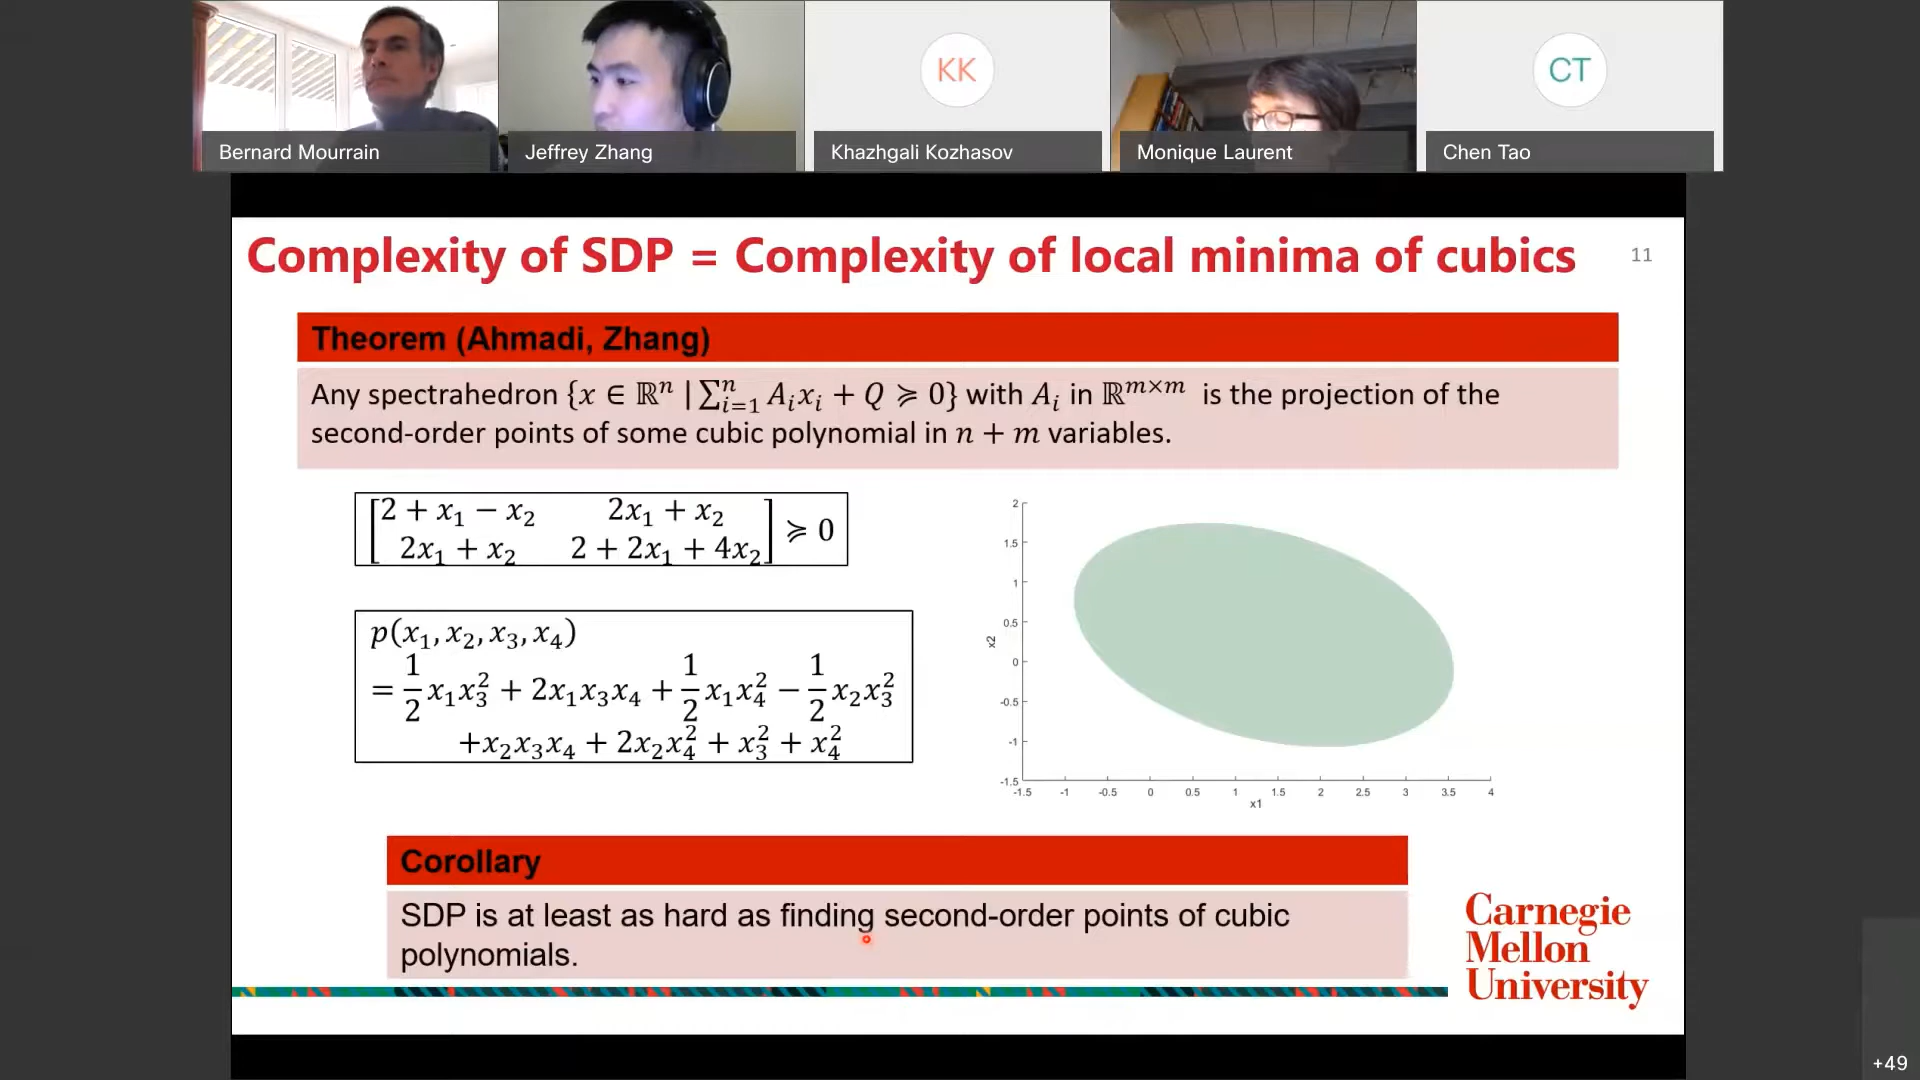 KK
CT
Bernard Mourrain
Jeffrey Zhang
Khazhgali Kozhasov
Monique Laurent
Chen Tao
Complexity of SDP = Complexity of local minima of cubics
11
Theorem (Ahmadi, Zhang)
Any spectrahedron {x ∈ ℝⁿ | ∑ⁿᵢ₌₁ Aᵢxᵢ + Q ≽ 0} with Aᵢ in ℝᵐˣᵐ is the projection of the
second-order points of some cubic polynomial in n + m variables.
[2 + x₁ − x₂   2x₁ + x₂
2x₁ + x₂   2 + 2x₁ + 4x₂] ≽ 0
p(x₁, x₂, x₃, x₄)
= 1/2 x₁x₃² + 2x₁x₃x₄ + 1/2 x₁x₄² − 1/2 x₂x₃²
+x₂x₃x₄ + 2x₂x₄² + x₃² + x₄²
2
1.5
1
0.5
0
-0.5
-1
-1.5
x2
-1.5 -1 -0.5 0 0.5 1 1.5 2 2.5 3 3.5 4
x1
Corollary
SDP is at least as hard as finding second-order points of cubic
polynomials.
Carnegie
Mellon
University
+49